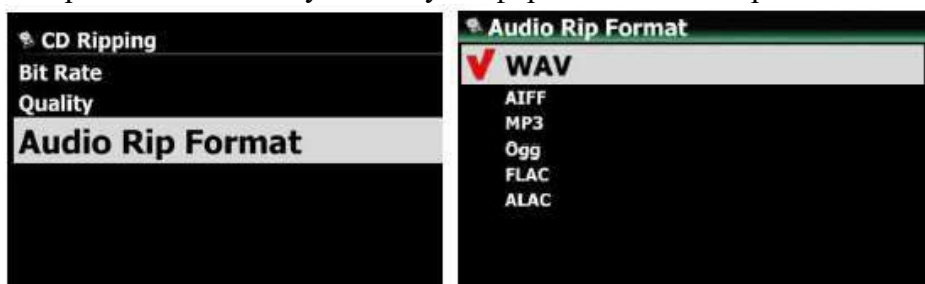 CD Ripping
Bit Rate
Quality
Audio Rip Format
Audio Rip Format
WAV
AIFF
MP3
Ogg
FLAC
ALAC